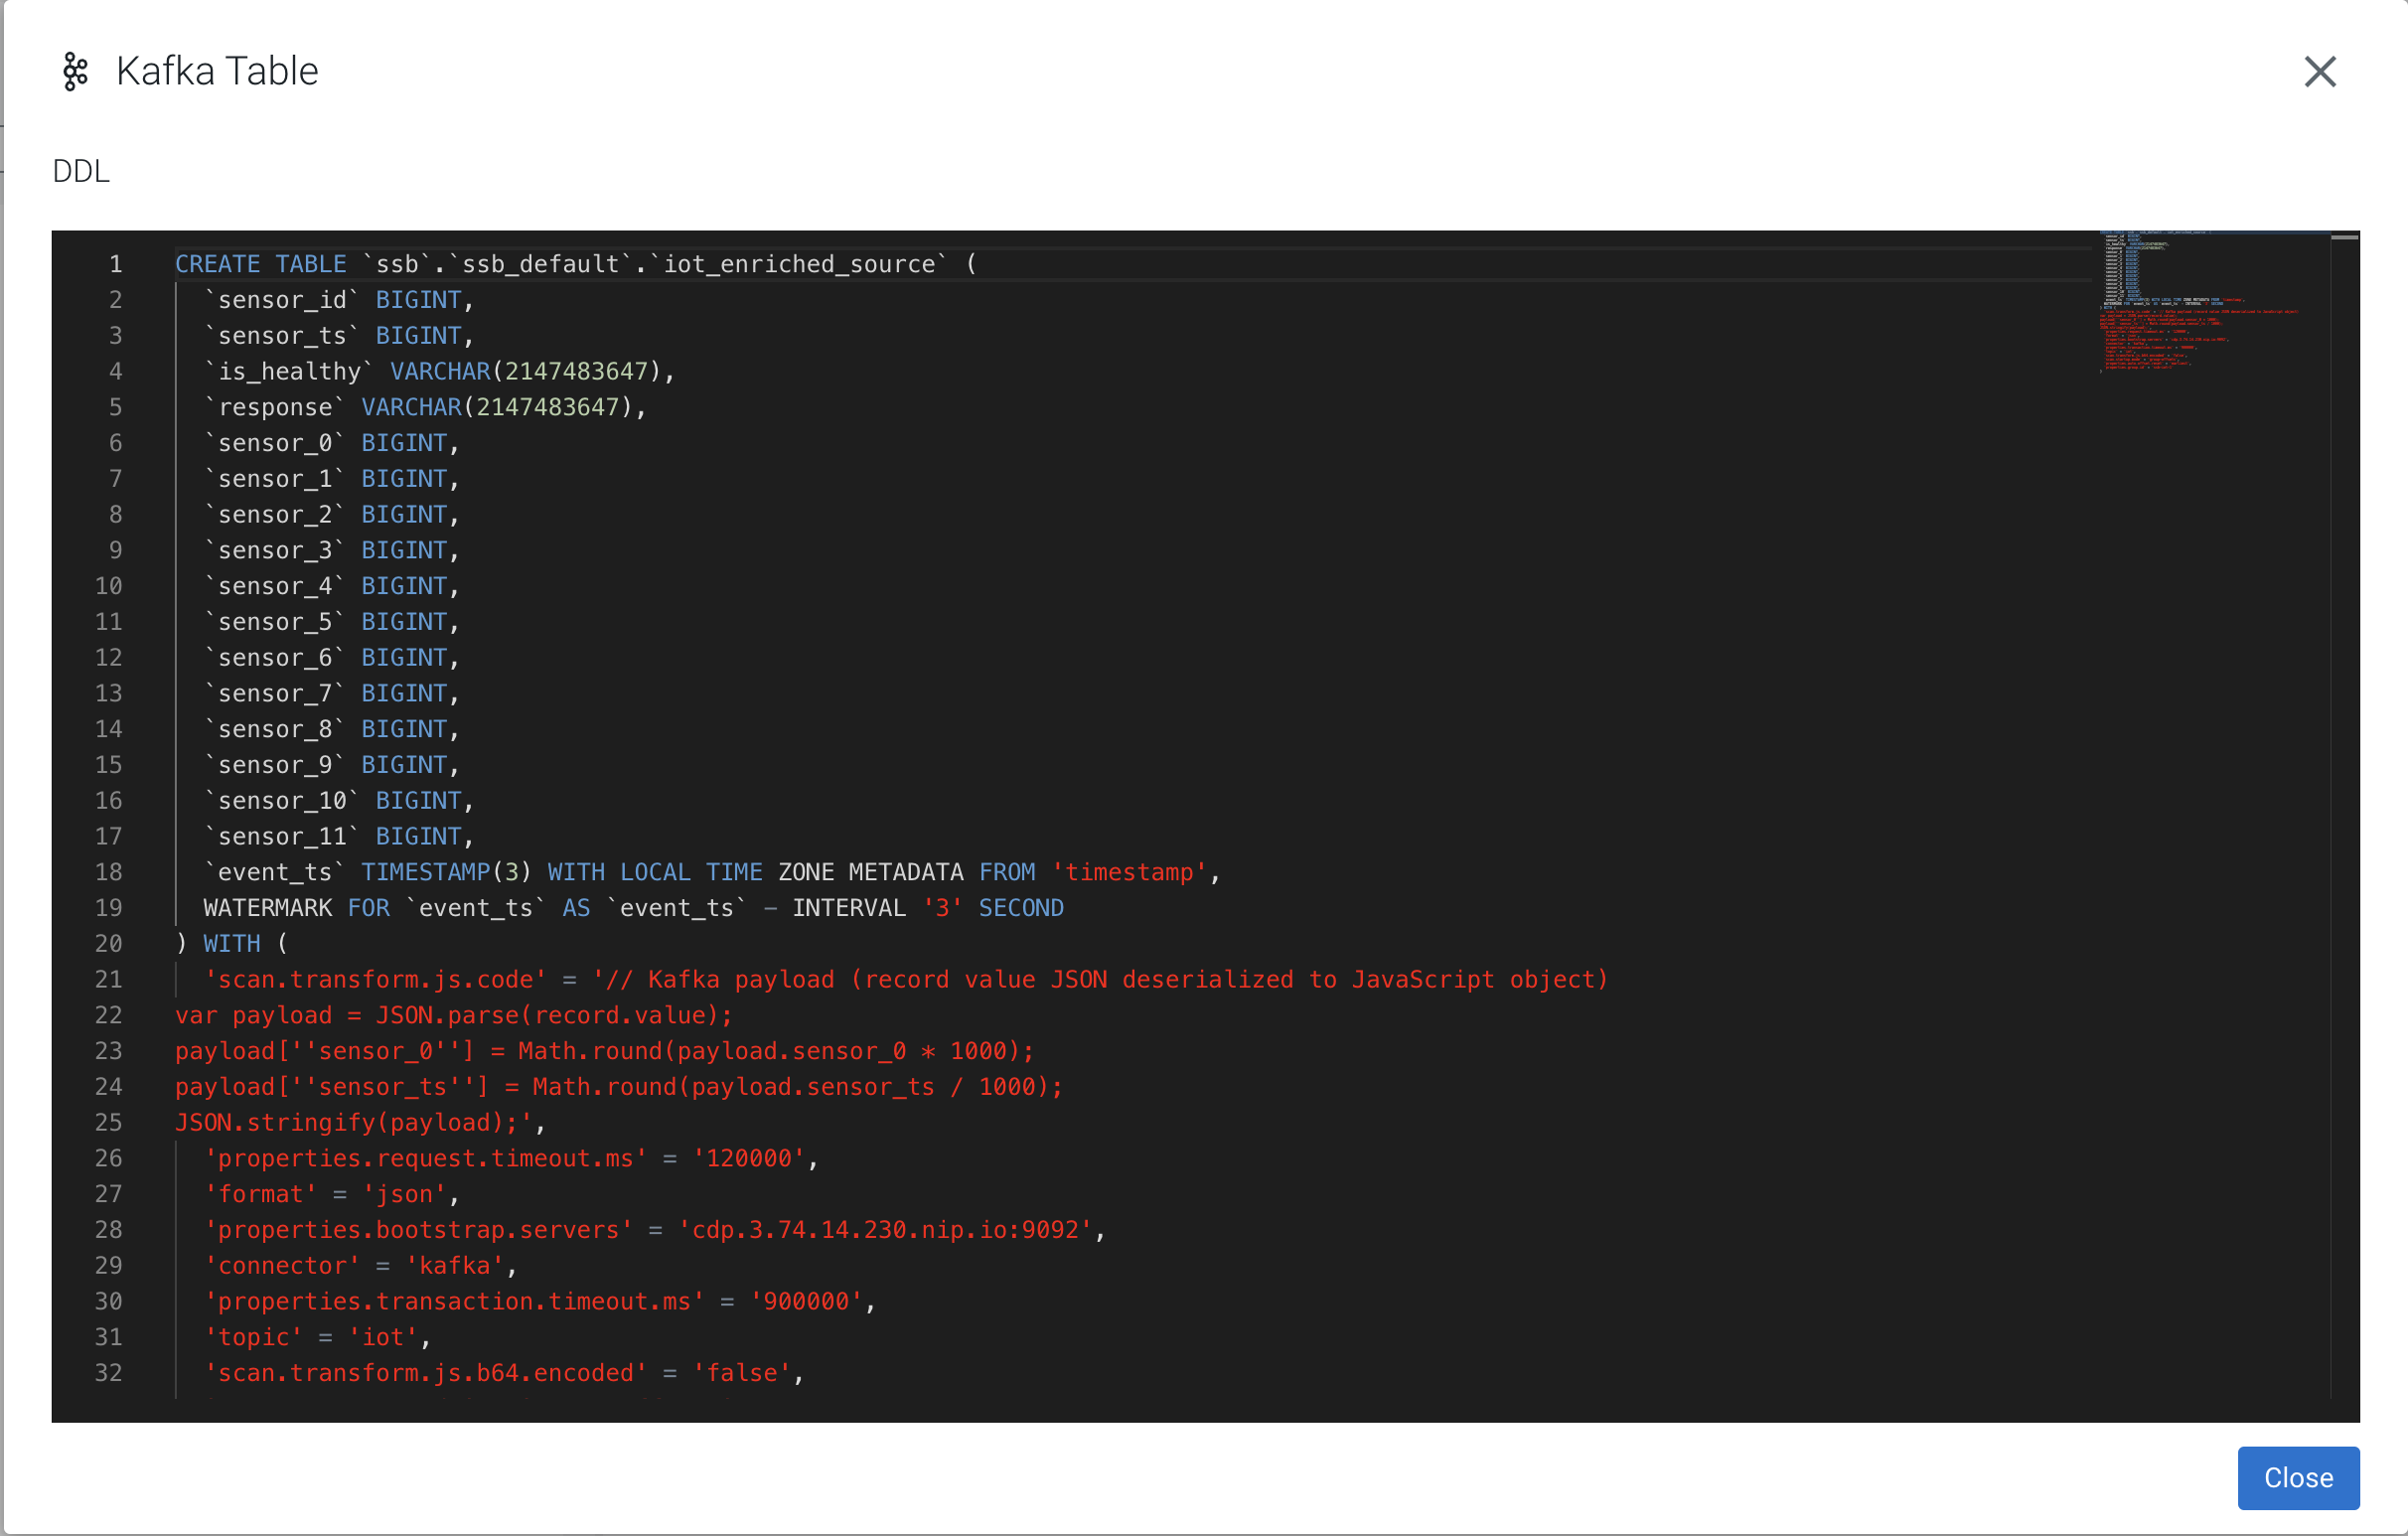 Kafka Table
DDL
1 CREATE TABLE `ssb`.`ssb_default`.`iot_enriched_source` (
2 `sensor_id` BIGINT,
3 `sensor_ts` BIGINT,
4 `is_healthy` VARCHAR(2147483647),
5 `response` VARCHAR(2147483647),
6 `sensor_0` BIGINT,
7 `sensor_1` BIGINT,
8 `sensor_2` BIGINT,
9 `sensor_3` BIGINT,
10 `sensor_4` BIGINT,
11 `sensor_5` BIGINT,
12 `sensor_6` BIGINT,
13 `sensor_7` BIGINT,
14 `sensor_8` BIGINT,
15 `sensor_9` BIGINT,
16 `sensor_10` BIGINT,
17 `sensor_11` BIGINT,
18 `event_ts` TIMESTAMP(3) WITH LOCAL TIME ZONE METADATA FROM 'timestamp',
19 WATERMARK FOR `event_ts` AS `event_ts` - INTERVAL '3' SECOND
20 ) WITH (
21 'scan.transform.js.code' = '// Kafka payload (record value JSON deserialized to JavaScript object)
22 var payload = JSON.parse(record.value);
23 payload[''sensor_0''] = Math.round(payload.sensor_0 * 1000);
24 payload[''sensor_ts''] = Math.round(payload.sensor_ts / 1000);
25 JSON.stringify(payload);',
26 'properties.request.timeout.ms' = '120000',
27 'format' = 'json',
28 'properties.bootstrap.servers' = 'cdp.3.74.14.230.nip.io:9092',
29 'connector' = 'kafka',
30 'properties.transaction.timeout.ms' = '900000',
31 'topic' = 'iot',
32 'scan.transform.js.b64.encoded' = 'false',
Close